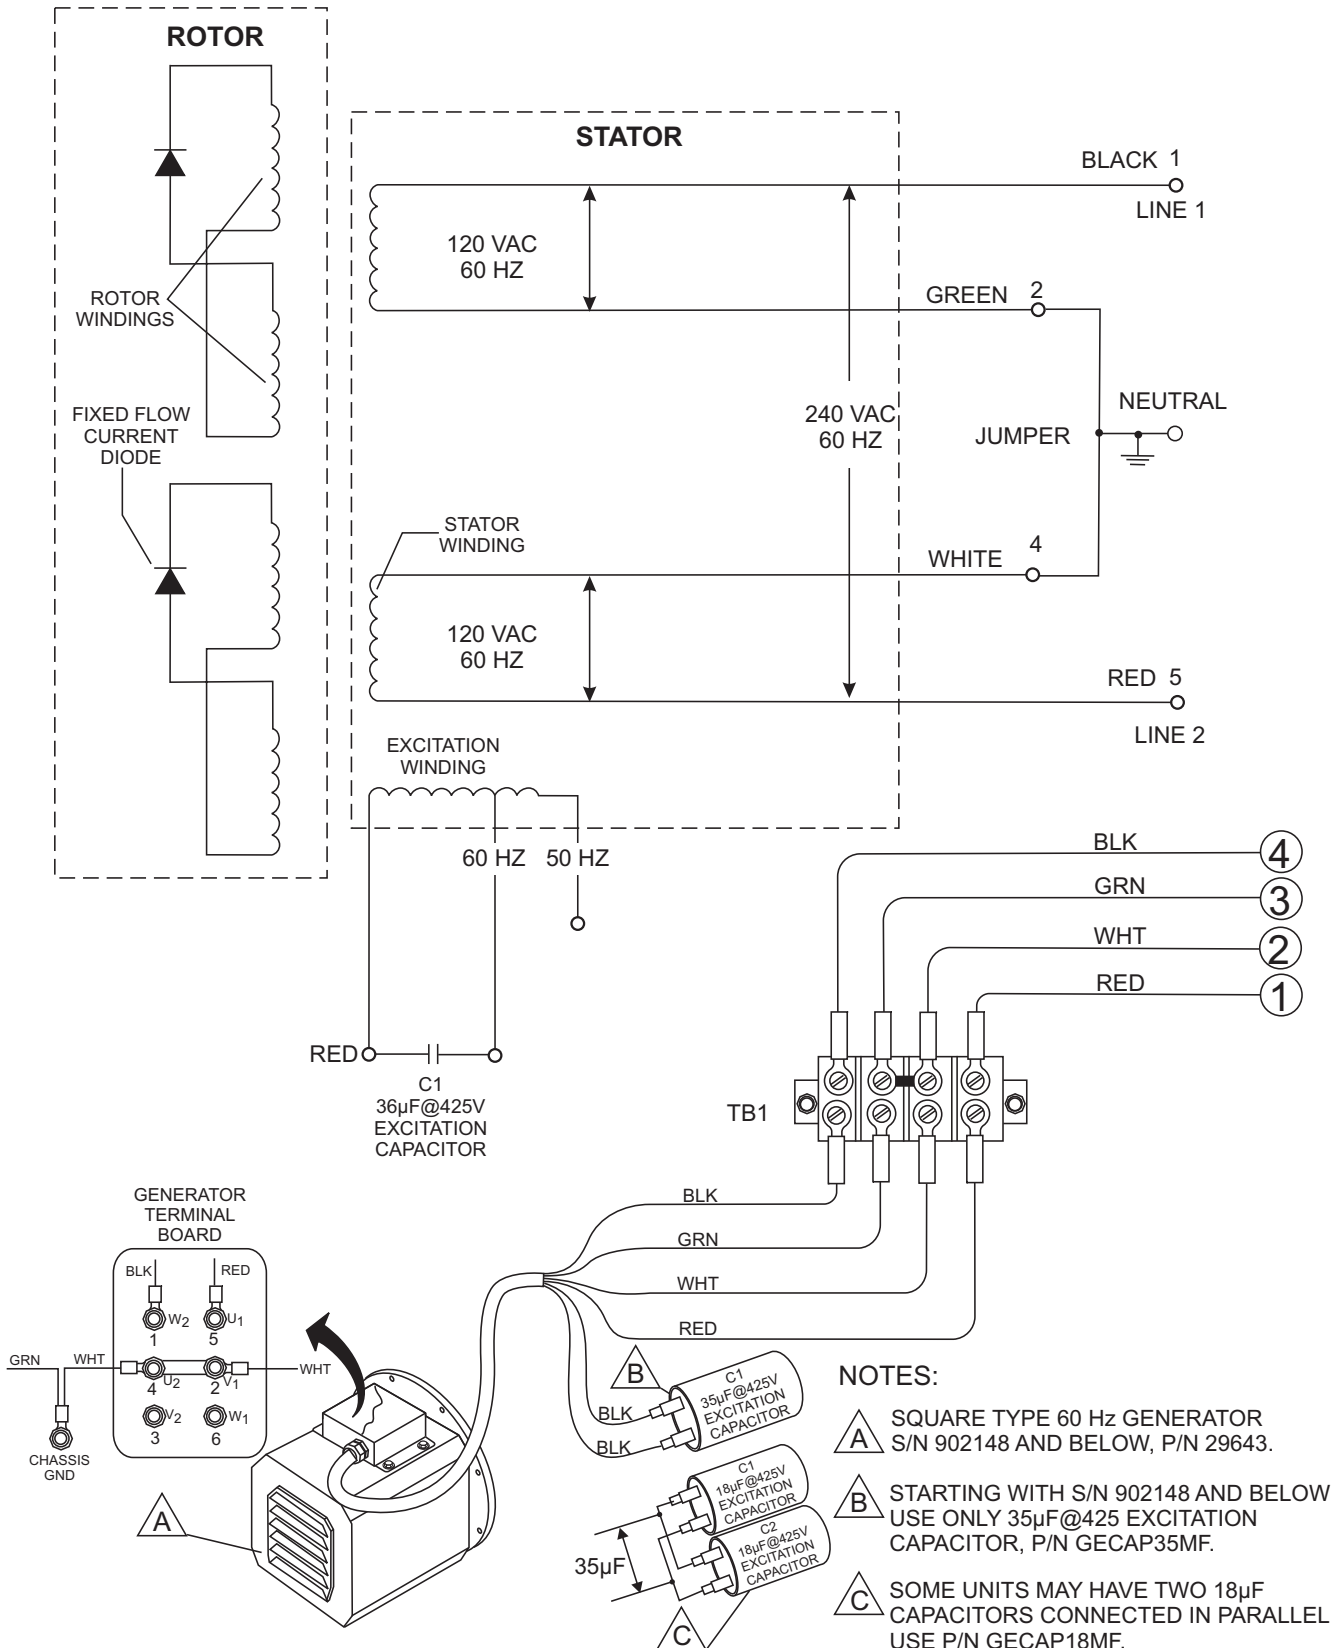 ROTOR
ROTOR
WINDINGS
FIXED FLOW
CURRENT
DIODE
STATOR
120 VAC
60 HZ
BLACK 1
LINE 1
GREEN 2
240 VAC
60 HZ
JUMPER
NEUTRAL
STATOR
WINDING
WHITE 4
120 VAC
60 HZ
RED 5
LINE 2
EXCITATION
WINDING
60 HZ 50 HZ
RED
C1
36µF@425V
EXCITATION
CAPACITOR
BLK 4
GRN 3
WHT 2
RED 1
TB1
BLK
GRN
WHT
RED
GENERATOR
TERMINAL
BOARD
BLK RED
W2 U1
1 5
GRN WHT WHT
4 U2 2 V1
V2 W1
3 6
CHASSIS
GND
A
B
BLK
BLK
C1
35µF@425V
EXCITATION
CAPACITOR
C1
18µF@425V
EXCITATION
CAPACITOR
C2
18µF@425V
EXCITATION
CAPACITOR
35µF
C
NOTES:
A SQUARE TYPE 60 Hz GENERATOR
S/N 902148 AND BELOW, P/N 29643.
B STARTING WITH S/N 902148 AND BELOW
USE ONLY 35µF@425 EXCITATION
CAPACITOR, P/N GECAP35MF.
C SOME UNITS MAY HAVE TWO 18µF
CAPACITORS CONNECTED IN PARALLEL
USE P/N GECAP18MF.